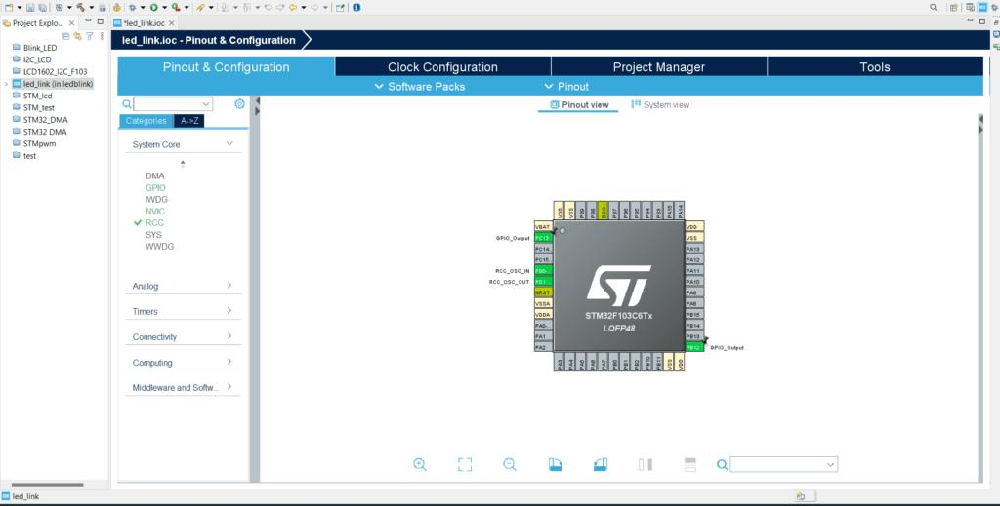 Project Explo...
*led_link.ioc
led_link.ioc - Pinout & Configuration
Blink_LED
I2C_LCD
LCD1602_I2C_F103
led_link (in ledblink)
STM_lcd
STM_test
STM32_DMA
STM32 DMA
STMpwm
test
Pinout & Configuration
Clock Configuration
Project Manager
Tools
Software Packs
Pinout
Pinout view
System view
Categories
A->Z
System Core
DMA
GPIO
IWDG
NVIC
RCC
SYS
WWDG
Analog
Timers
Connectivity
Computing
Middleware and Softw...
VDD
VSS
PB9
PB8
BOO..
PB7
PB6
PB5
PB4
PB3
PA15
PA14
VBAT
GPIO_Output
PC13..
PC14..
PC15..
RCC_OSC_IN
PD0-..
RCC_OSC_OUT
PD1-..
NRST
VSSA
VDDA
PA0-..
PA1
PA2
VDD
VSS
PA13
PA12
PA11
PA10
PA9
PA8
PB15
PB14
PB13
PB12
GPIO_Output
STM32F103C6Tx
LQFP48
PA3
PA4
PA5
PA6
PA7
PB0
PB1
PB2
PB10
PB11
VSS
VDD
led_link